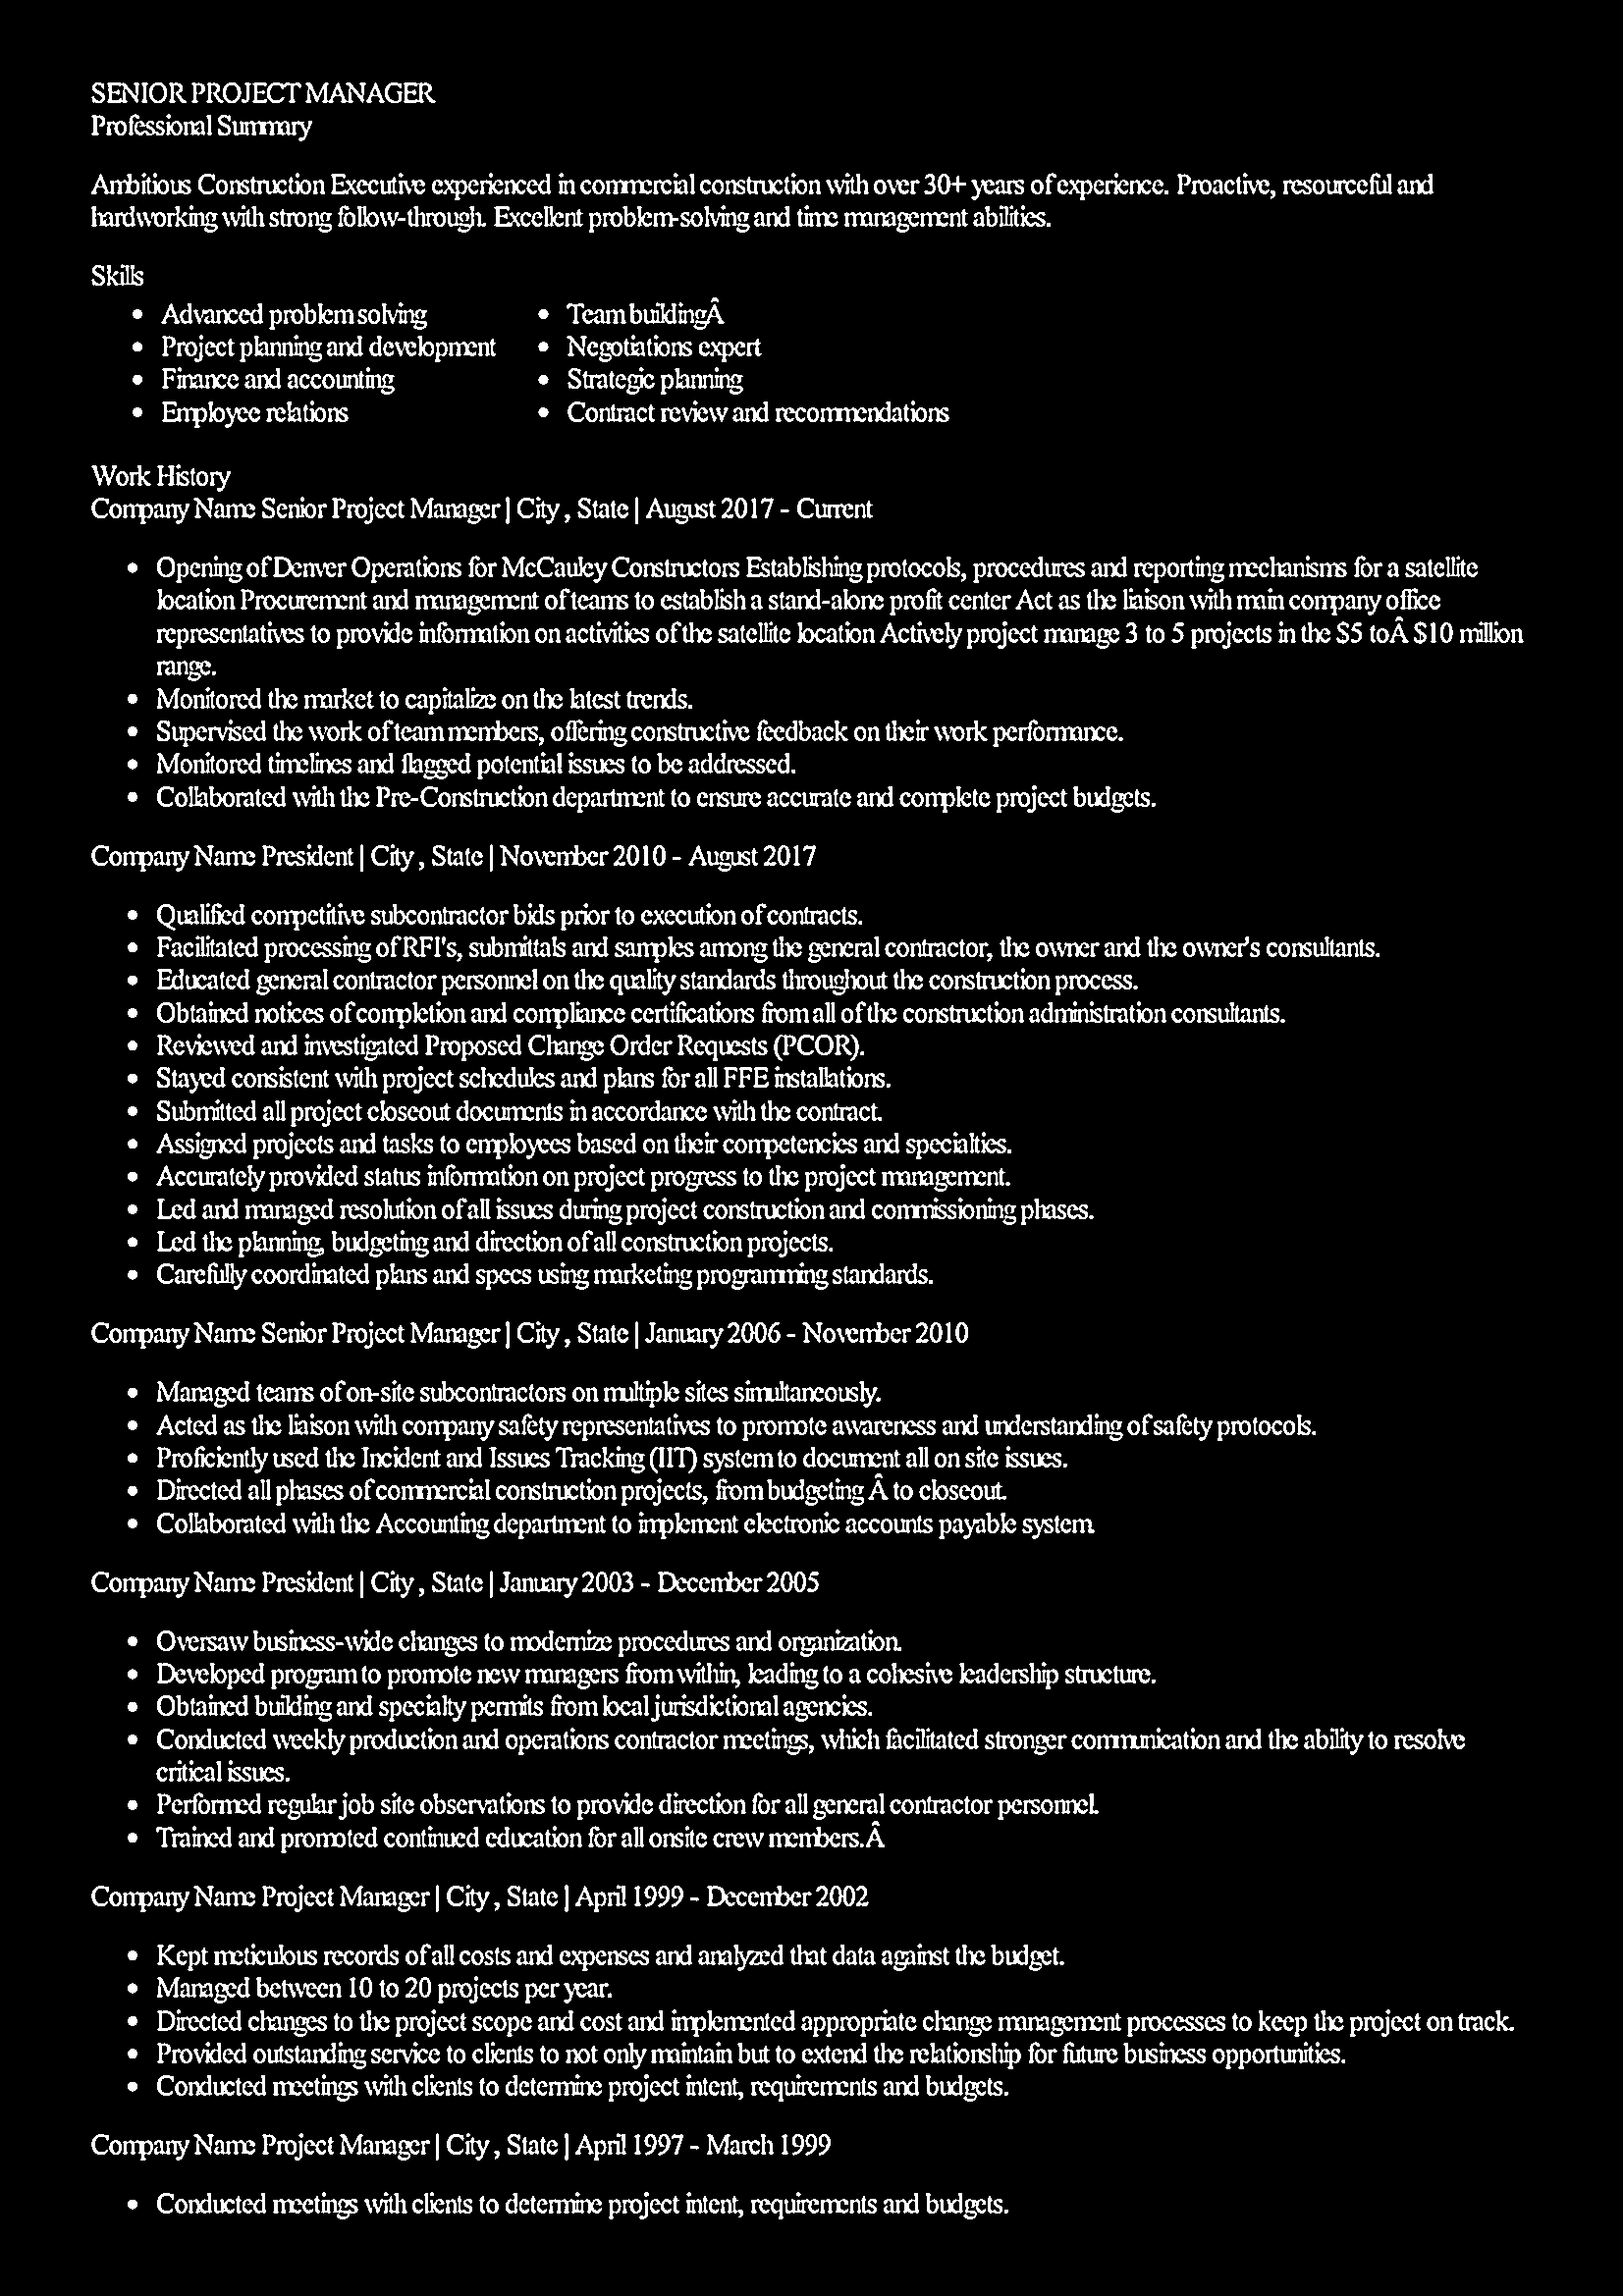 SENIOR PROJECT MANAGER
Professional Summary
Ambitious Construction Executive experienced in commercial construction with over 30+ years of experience. Proactive, resourceful and
hardworking with strong follow-through. Excellent problem-solving and time management abilities.
Skills
• Advanced problem solving
• Project planning and development
• Finance and accounting
• Employee relations
• Team buildingÂ
• Negotiations expert
• Strategic planning
• Contract review and recommendations
Work History
Company Name Senior Project Manager | City , State | August 2017 - Current
• Opening of Denver Operations for McCauley Constructors Establishing protocols, procedures and reporting mechanisms for a satellite
location Procurement and management of teams to establish a stand-alone profit center Act as the liaison with main company office
representatives to provide information on activities of the satellite location Actively project manage 3 to 5 projects in the $5 toÂ $10 million
range.
• Monitored the market to capitalize on the latest trends.
• Supervised the work of team members, offering constructive feedback on their work performance.
• Monitored timelines and flagged potential issues to be addressed.
• Collaborated with the Pre-Construction department to ensure accurate and complete project budgets.
Company Name President | City , State | November 2010 - August 2017
• Qualified competitive subcontractor bids prior to execution of contracts.
• Facilitated processing of RFI's, submittals and samples among the general contractor, the owner and the owner's consultants.
• Educated general contractor personnel on the quality standards throughout the construction process.
• Obtained notices of completion and compliance certifications from all of the construction administration consultants.
• Reviewed and investigated Proposed Change Order Requests (PCOR).
• Stayed consistent with project schedules and plans for all FFE installations.
• Submitted all project closeout documents in accordance with the contract.
• Assigned projects and tasks to employees based on their competencies and specialties.
• Accurately provided status information on project progress to the project management.
• Led and managed resolution of all issues during project construction and commissioning phases.
• Led the planning, budgeting and direction of all construction projects.
• Carefully coordinated plans and specs using marketing programming standards.
Company Name Senior Project Manager | City , State | January 2006 - November 2010
• Managed teams of on-site subcontractors on multiple sites simultaneously.
• Acted as the liaison with company safety representatives to promote awareness and understanding of safety protocols.
• Proficiently used the Incident and Issues Tracking (IIT) system to document all on site issues.
• Directed all phases of commercial construction projects, from budgeting Â to closeout.
• Collaborated with the Accounting department to implement electronic accounts payable system.
Company Name President | City , State | January 2003 - December 2005
• Oversaw business-wide changes to modernize procedures and organization.
• Developed program to promote new managers from within, leading to a cohesive leadership structure.
• Obtained building and specialty permits from local jurisdictional agencies.
• Conducted weekly production and operations contractor meetings, which facilitated stronger communication and the ability to resolve
critical issues.
• Performed regular job site observations to provide direction for all general contractor personnel.
• Trained and promoted continued education for all onsite crew members.Â
Company Name Project Manager | City , State | April 1999 - December 2002
• Kept meticulous records of all costs and expenses and analyzed that data against the budget.
• Managed between 10 to 20 projects per year.
• Directed changes to the project scope and cost and implemented appropriate change management processes to keep the project on track.
• Provided outstanding service to clients to not only maintain but to extend the relationship for future business opportunities.
• Conducted meetings with clients to determine project intent, requirements and budgets.
Company Name Project Manager | City , State | April 1997 - March 1999
• Conducted meetings with clients to determine project intent, requirements and budgets.